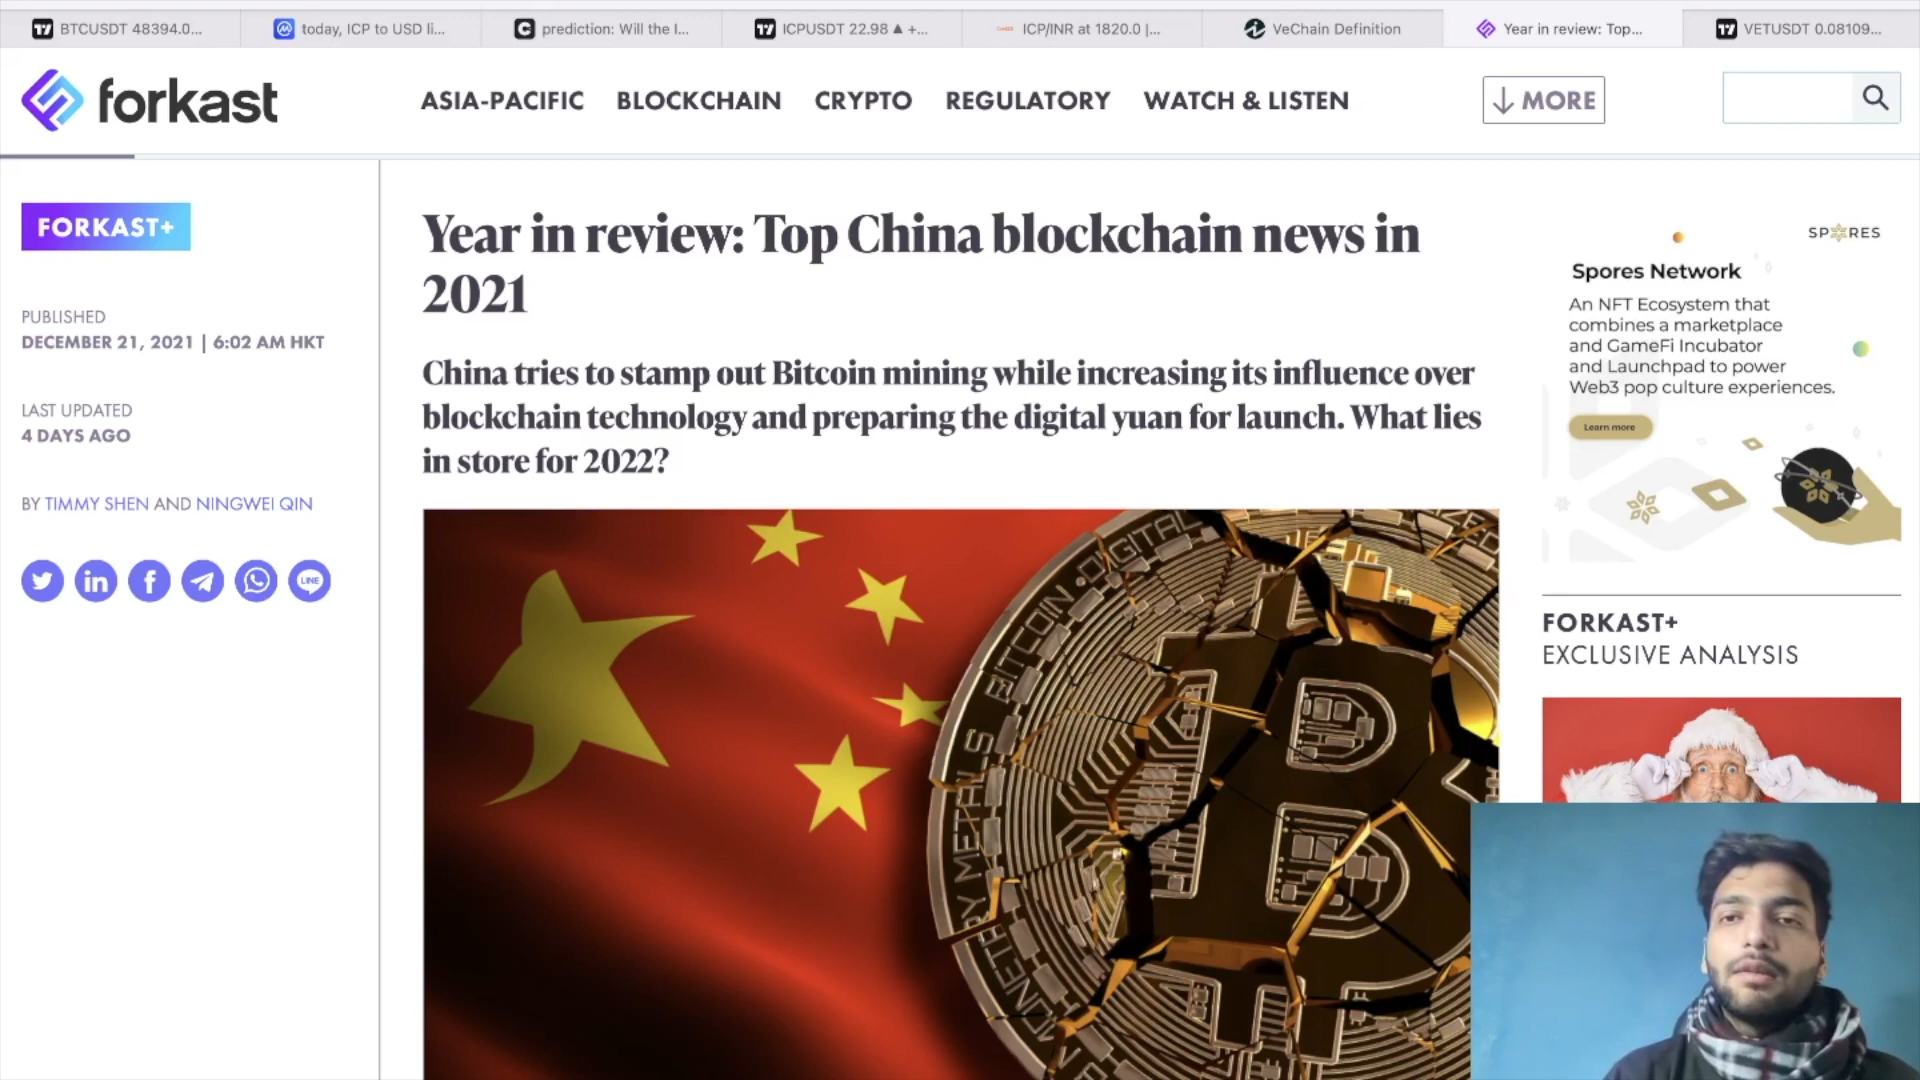 BTCUSDT 48394.0...
today, ICP to USD li...
prediction: Will the I...
ICPUSDT 22.98 ▲ +...
ICP/INR at 1820.0 |...
VeChain Definition
Year in review: Top...
VETUSDT 0.08109...
forkast
ASIA-PACIFIC
BLOCKCHAIN
CRYPTO
REGULATORY
WATCH & LISTEN
↓ MORE
FORKAST+
PUBLISHED
DECEMBER 21, 2021 | 6:02 AM HKT
LAST UPDATED
4 DAYS AGO
BY TIMMY SHEN AND NINGWEI QIN
LINE
Year in review: Top China blockchain news in
2021
China tries to stamp out Bitcoin mining while increasing its influence over
blockchain technology and preparing the digital yuan for launch. What lies
in store for 2022?
DIGITAL
BITCOIN
METALS
SPORES
Spores Network
An NFT Ecosystem that
combines a marketplace
and GameFi Incubator
and Launchpad to power
Web3 pop culture experiences.
Learn more
FORKAST+
EXCLUSIVE ANALYSIS